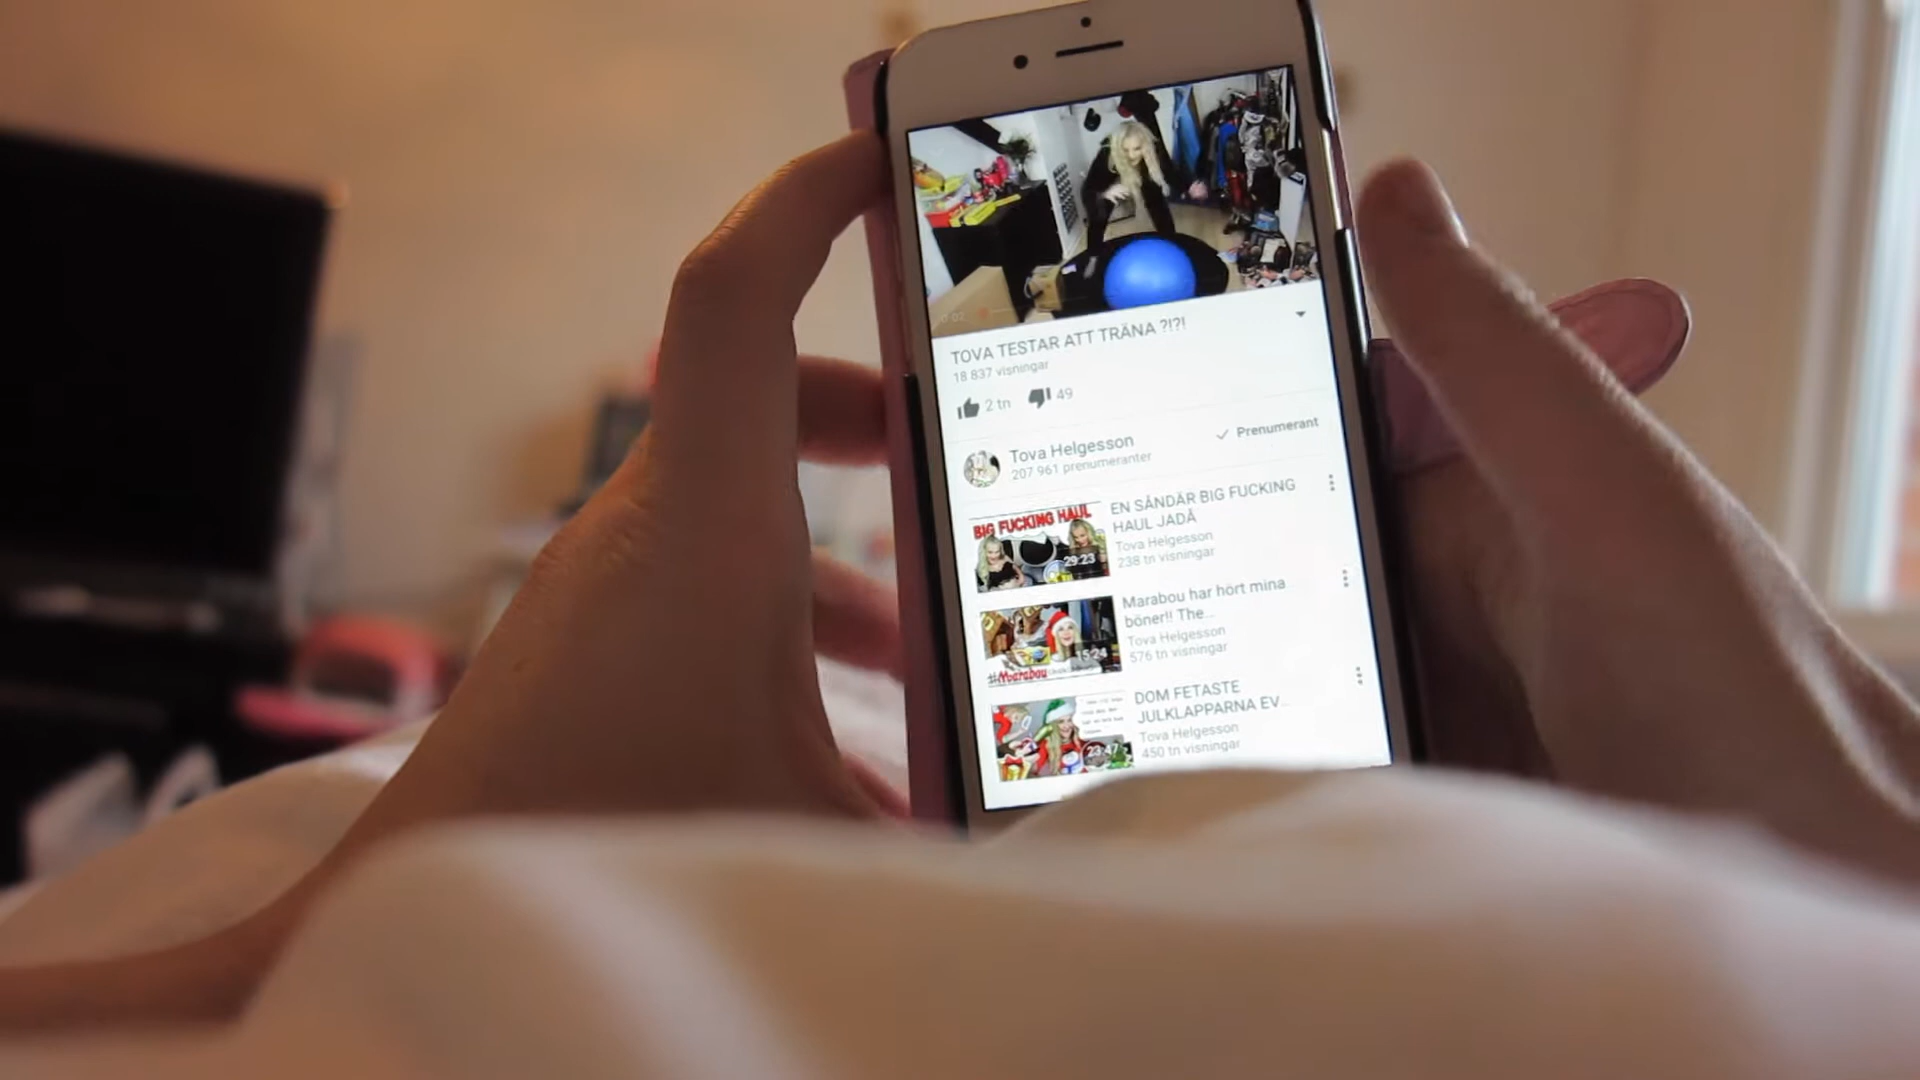 0:02
TOVA TESTAR ATT TRÄNA ?!?!
18 837 visningar
2 tn 49
Tova Helgesson
207 961 prenumeranter
Prenumerant
BIG FUCKING HAUL
29:23
EN SÅNDÄR BIG FUCKING
HAUL JADÅ
Tova Helgesson
238 tn visningar
15:24
Marabou
Marabou har hört mina
böner!! The...
Tova Helgesson
576 tn visningar
23:47
DOM FETASTE
JULKLAPPARNA EV...
Tova Helgesson
450 tn visningar